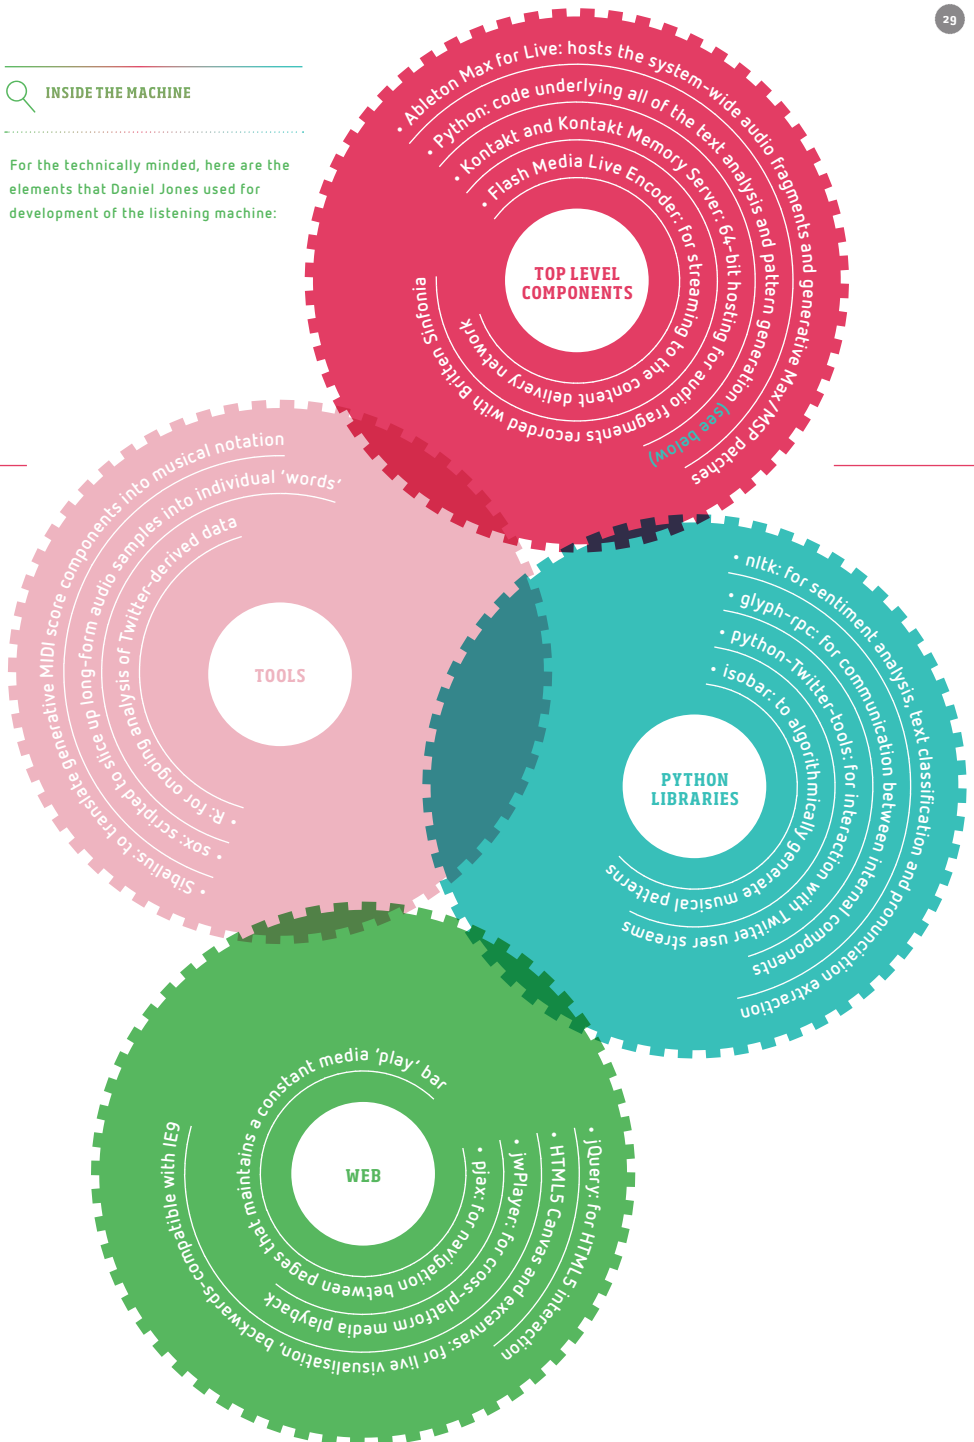 29
INSIDE THE MACHINE
For the technically minded, here are the
elements that Daniel Jones used for
development of the listening machine:
• Ableton Max for Live: hosts the system-wide audio fragments and generative Max/MSP patches
• Python: code underlying all of the text analysis and pattern generation (see below)
• Kontakt and Kontakt Memory Server: 64-bit hosting for audio fragments recorded with Britten Sinfonia
• Flash Media Live Encoder: for streaming to the content delivery network
TOP LEVEL
COMPONENTS
• Sibelius: to translate generative MIDI score components into musical notation
• sox: scripted to slice up long-form audio samples into individual ‘words’
• R: for ongoing analysis of Twitter-derived data
TOOLS
• nltk: for sentiment analysis, text classification and pronunciation extraction
• glyph-rpc: for communication between internal components
• python-Twitter-tools: for interaction with Twitter user streams
• isobar: to algorithmically generate musical patterns
PYTHON
LIBRARIES
• jQuery: for HTML5 interaction
• HTML5 Canvas and excanvas: for live visualisation, backwards-compatible with IE9
• jwPlayer: for cross-platform media playback
• pjax: for navigation between pages that maintains a constant media ‘play’ bar
WEB